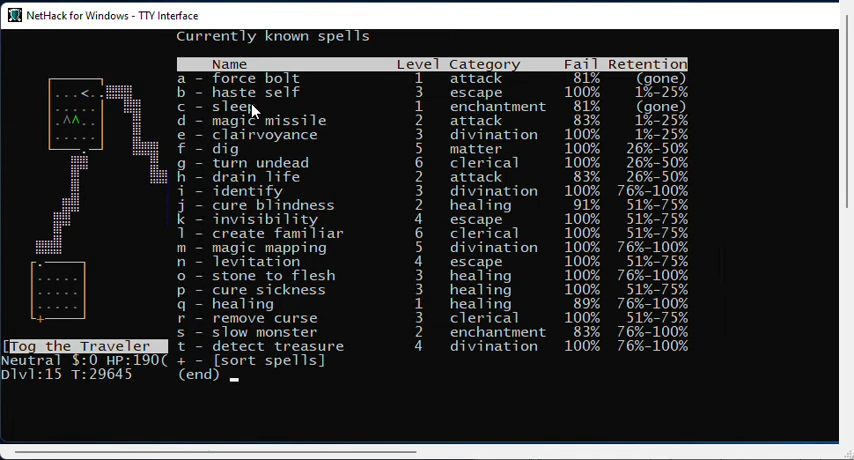 NetHack for Windows - TTY Interface
Currently known spells
Name Level Category Fail Retention
a - force bolt 1 attack 81% (gone)
b - haste self 3 escape 100% 1%-25%
c - sleep 1 enchantment 81% (gone)
d - magic missile 2 attack 83% 1%-25%
e - clairvoyance 3 divination 100% 1%-25%
f - dig 5 matter 100% 26%-50%
g - turn undead 6 clerical 100% 26%-50%
h - drain life 2 attack 83% 26%-50%
i - identify 3 divination 100% 76%-100%
j - cure blindness 2 healing 91% 51%-75%
k - invisibility 4 escape 100% 51%-75%
l - create familiar 6 clerical 100% 51%-75%
m - magic mapping 5 divination 100% 76%-100%
n - levitation 4 escape 100% 51%-75%
o - stone to flesh 3 healing 100% 76%-100%
p - cure sickness 3 healing 100% 51%-75%
q - healing 1 healing 89% 76%-100%
r - remove curse 3 clerical 100% 51%-75%
s - slow monster 2 enchantment 83% 76%-100%
[Tog the Traveler t - detect treasure 4 divination 100% 76%-100%
Neutral $:0 HP:190( + - [sort spells]
Dlvl:15 T:29645 (end)